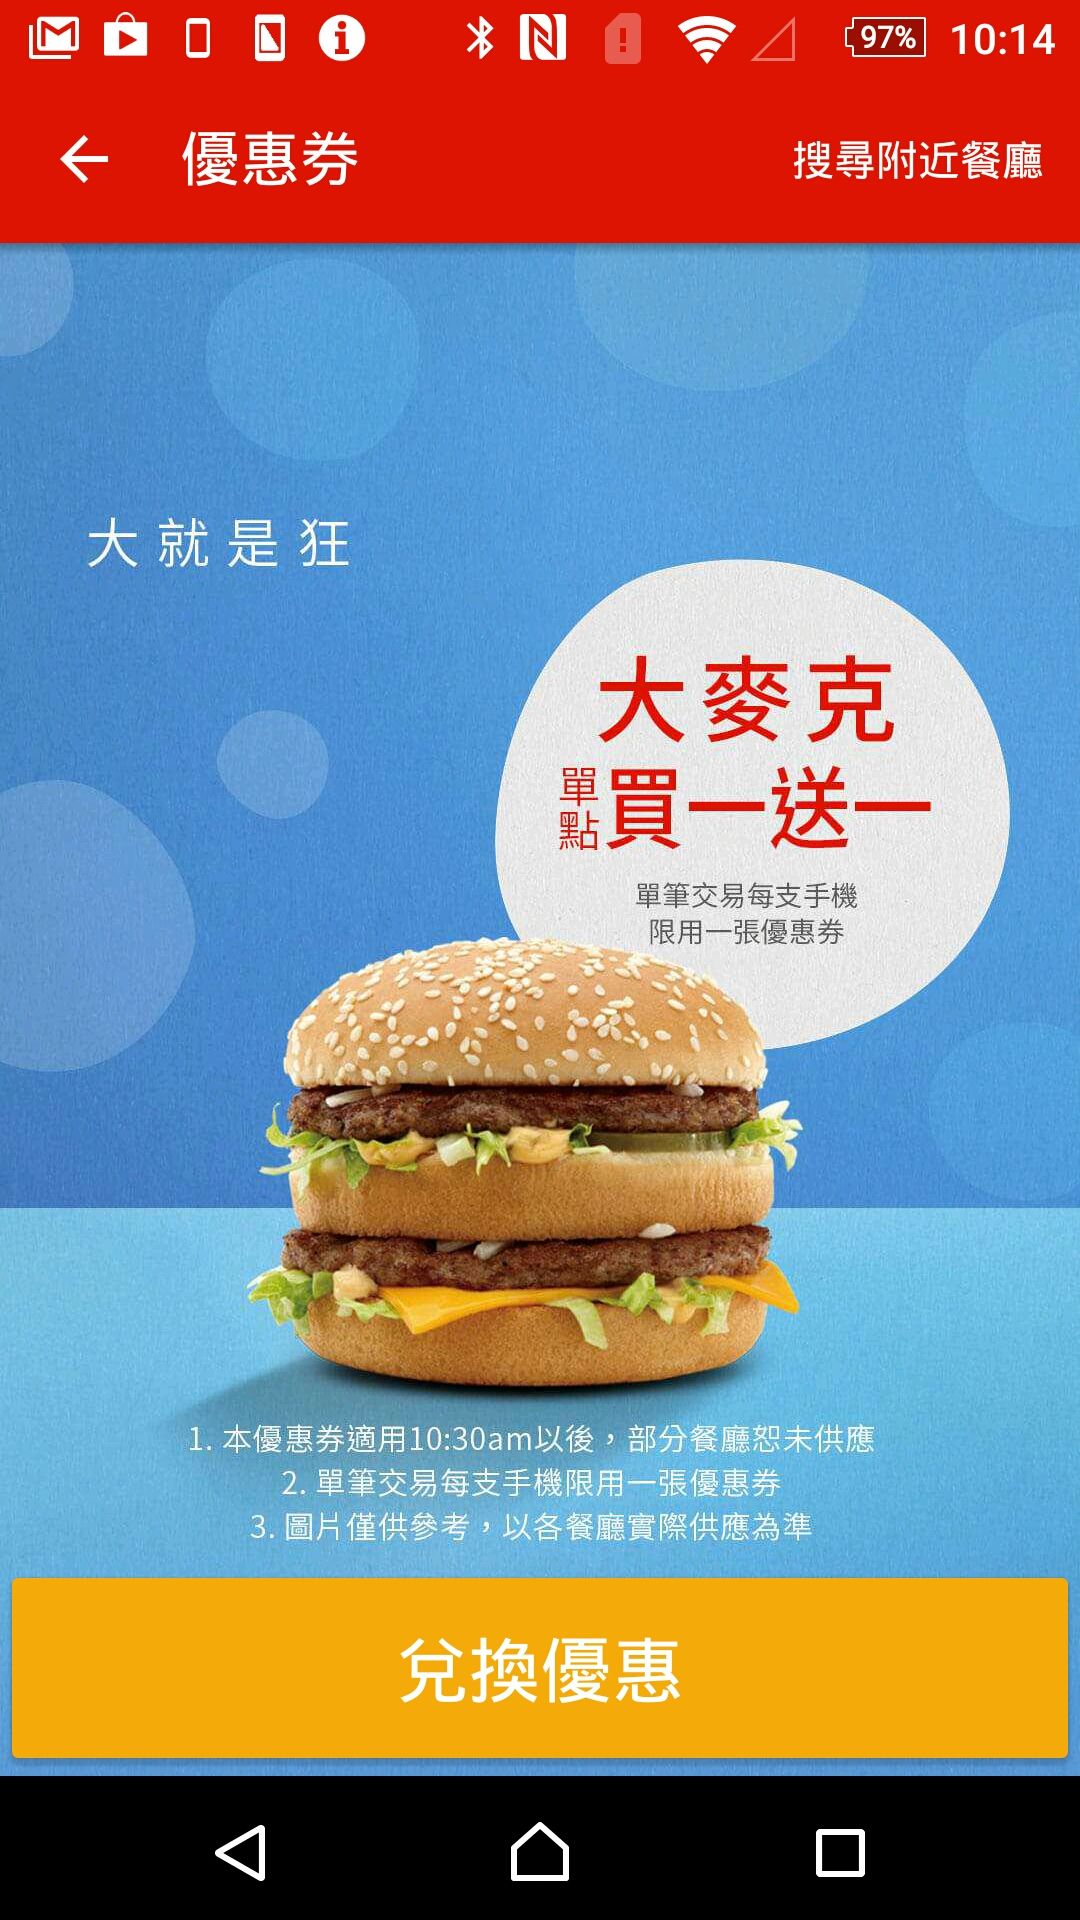 97% 10:14
優惠券 搜尋附近餐廳
大就是狂
大麥克
單點 買一送一
單筆交易每支手機
限用一張優惠券
1. 本優惠券適用10:30am以後，部分餐廳恕未供應
2. 單筆交易每支手機限用一張優惠券
3. 圖片僅供參考，以各餐廳實際供應為準
兌換優惠